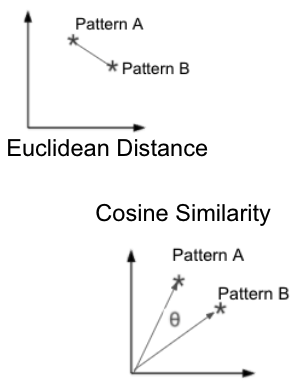 Pattern A
Pattern B
Euclidean Distance
Cosine Similarity
Pattern A
Pattern B
θ